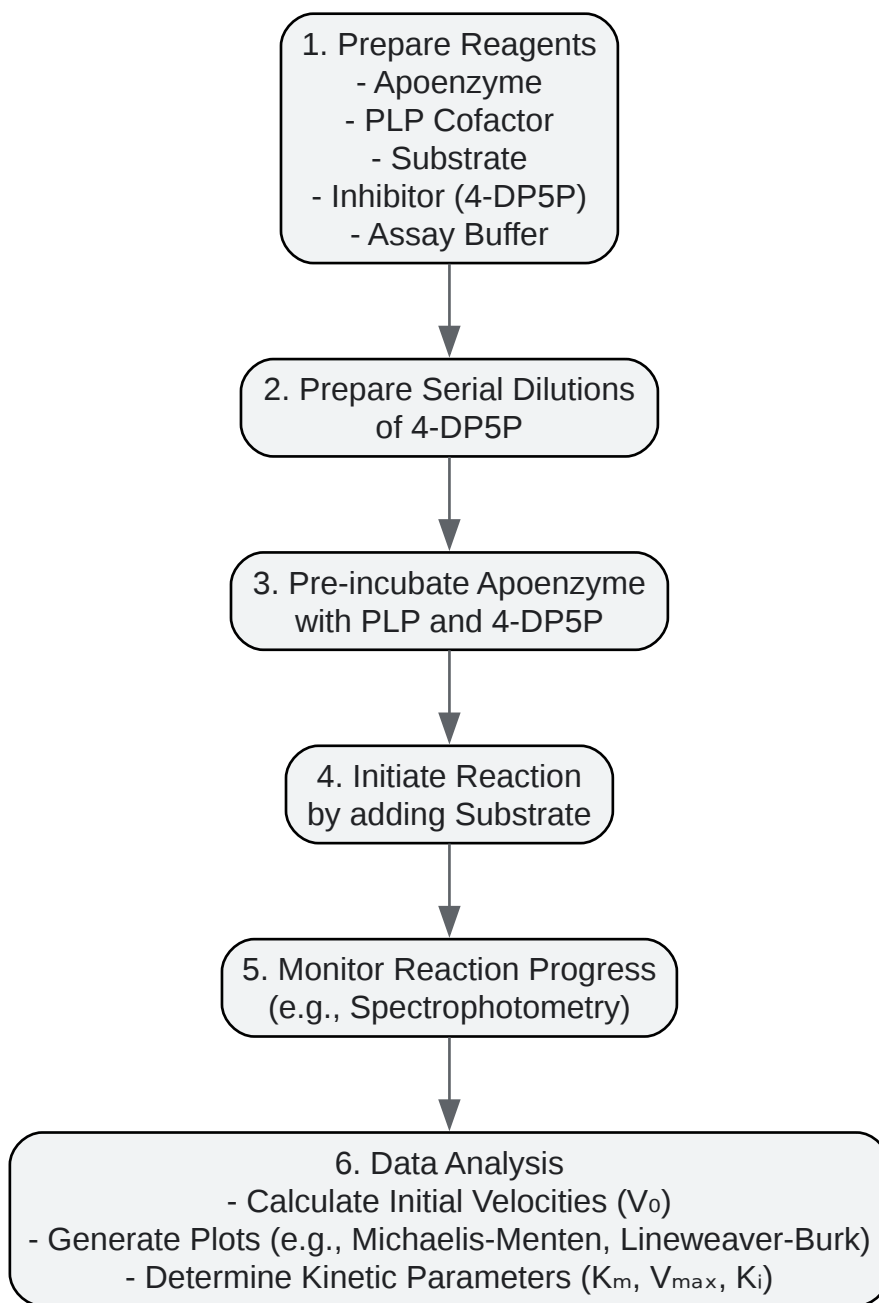 1. Prepare Reagents
- Apoenzyme
- PLP Cofactor
- Substrate
- Inhibitor (4-DP5P)
- Assay Buffer
2. Prepare Serial Dilutions
of 4-DP5P
3. Pre-incubate Apoenzyme
with PLP and 4-DP5P
4. Initiate Reaction
by adding Substrate
5. Monitor Reaction Progress
(e.g., Spectrophotometry)
6. Data Analysis
- Calculate Initial Velocities (V₀)
- Generate Plots (e.g., Michaelis-Menten, Lineweaver-Burk)
- Determine Kinetic Parameters (Kₘ, Vₘₐₓ, Kᵢ)